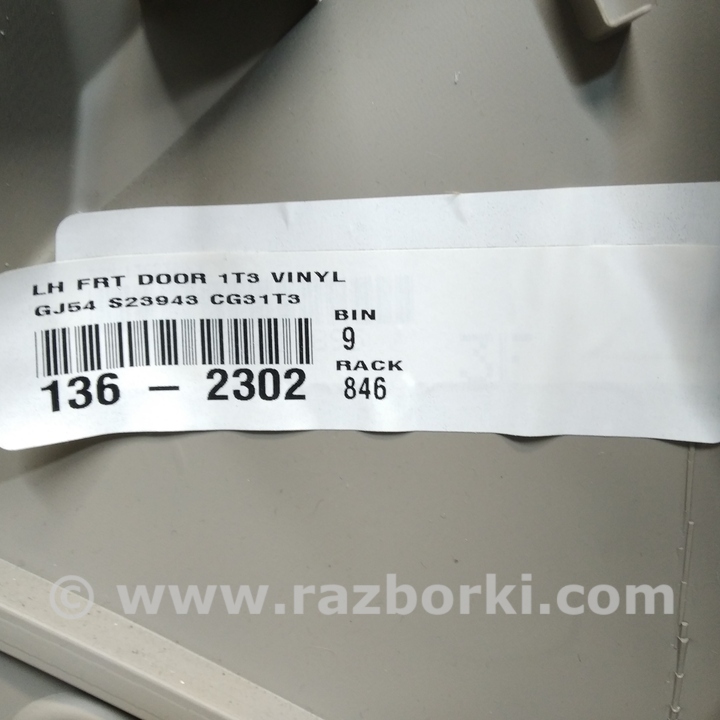 LH FRT DOOR 1T3 VINYL
GJ54 S23943 CG31T3
BIN
9
RACK
136 - 2302
846
© www.razborki.com